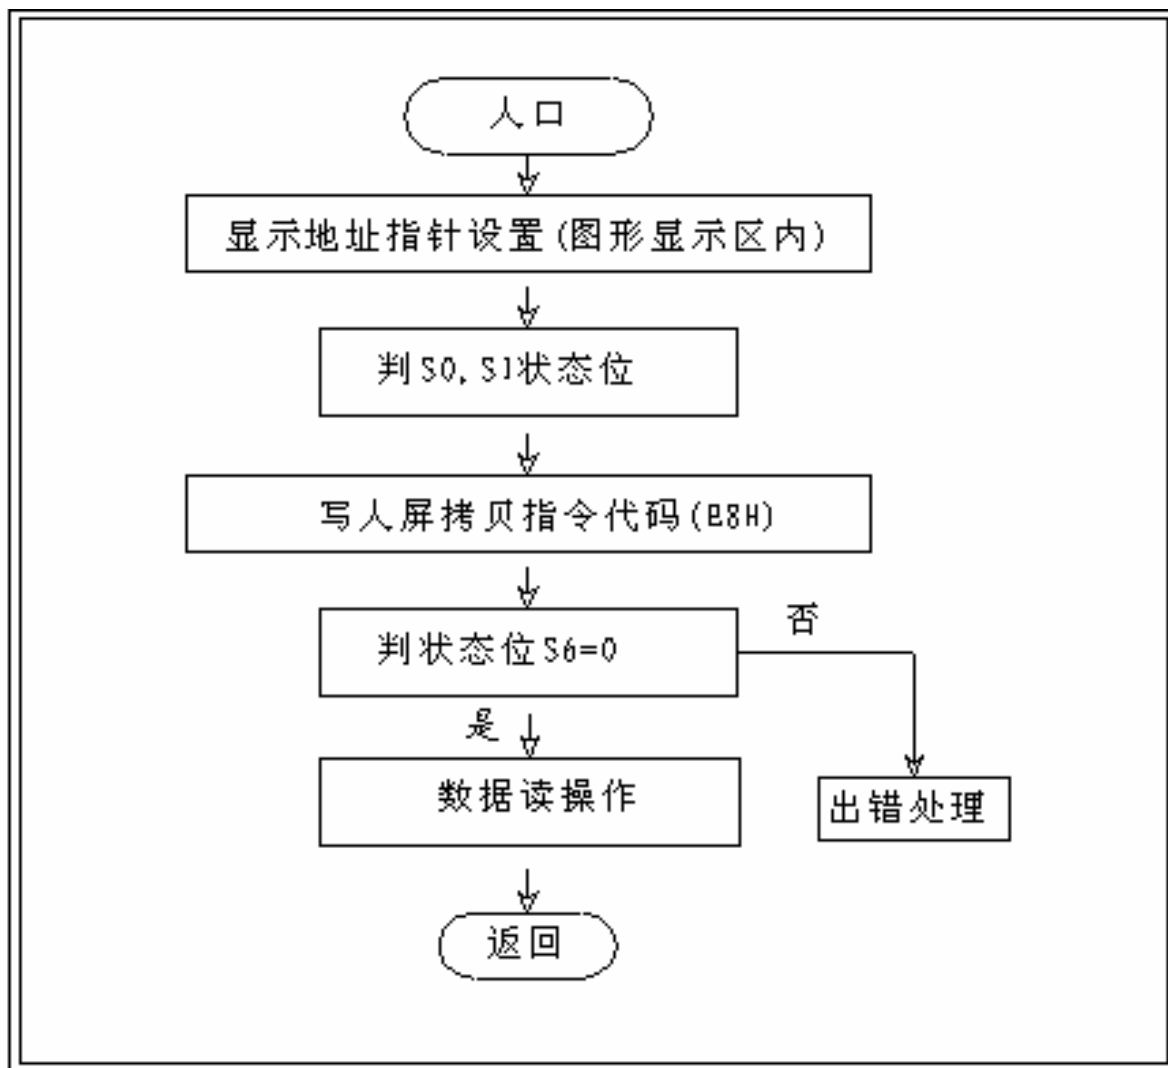 人口
显示地址指针设置(图形显示区内)
判S0,S1状态位
写人屏拷贝指令代码(E8H)
判状态位S6=0
否
是
数据读操作
出错处理
返回